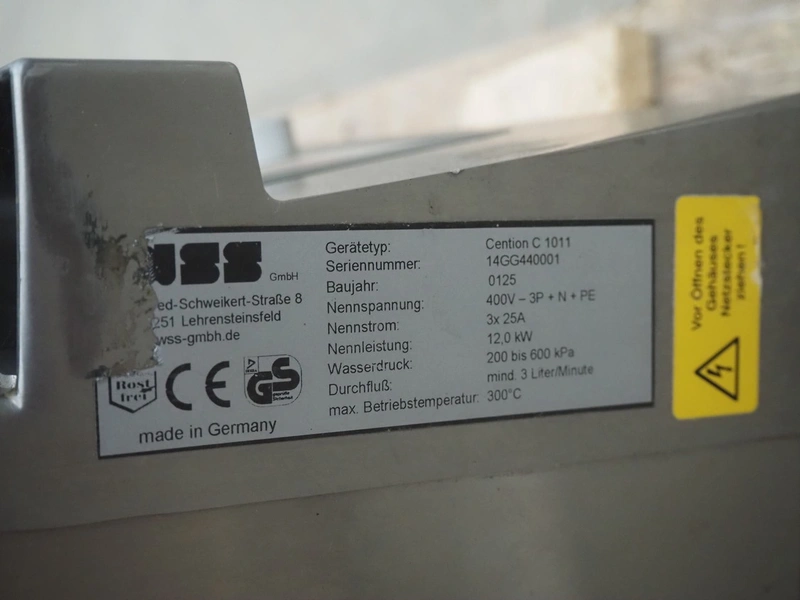 WSS GmbH
ed-Schweikert-Straße 8
251 Lehrensteinsfeld
wss-gmbh.de
Rost
frei
CE
GS
geprüfte
Sicherheit
made in Germany
Gerätetyp: Cention C 1011
Seriennummer: 14GG440001
Baujahr: 0125
Nennspannung: 400V – 3P + N + PE
Nennstrom: 3x 25A
Nennleistung: 12,0 kW
Wasserdruck: 200 bis 600 kPa
Durchfluß: mind. 3 Liter/Minute
max. Betriebstemperatur: 300°C
Vor Öffnen des
Gehäuses
Netzstecker
ziehen!